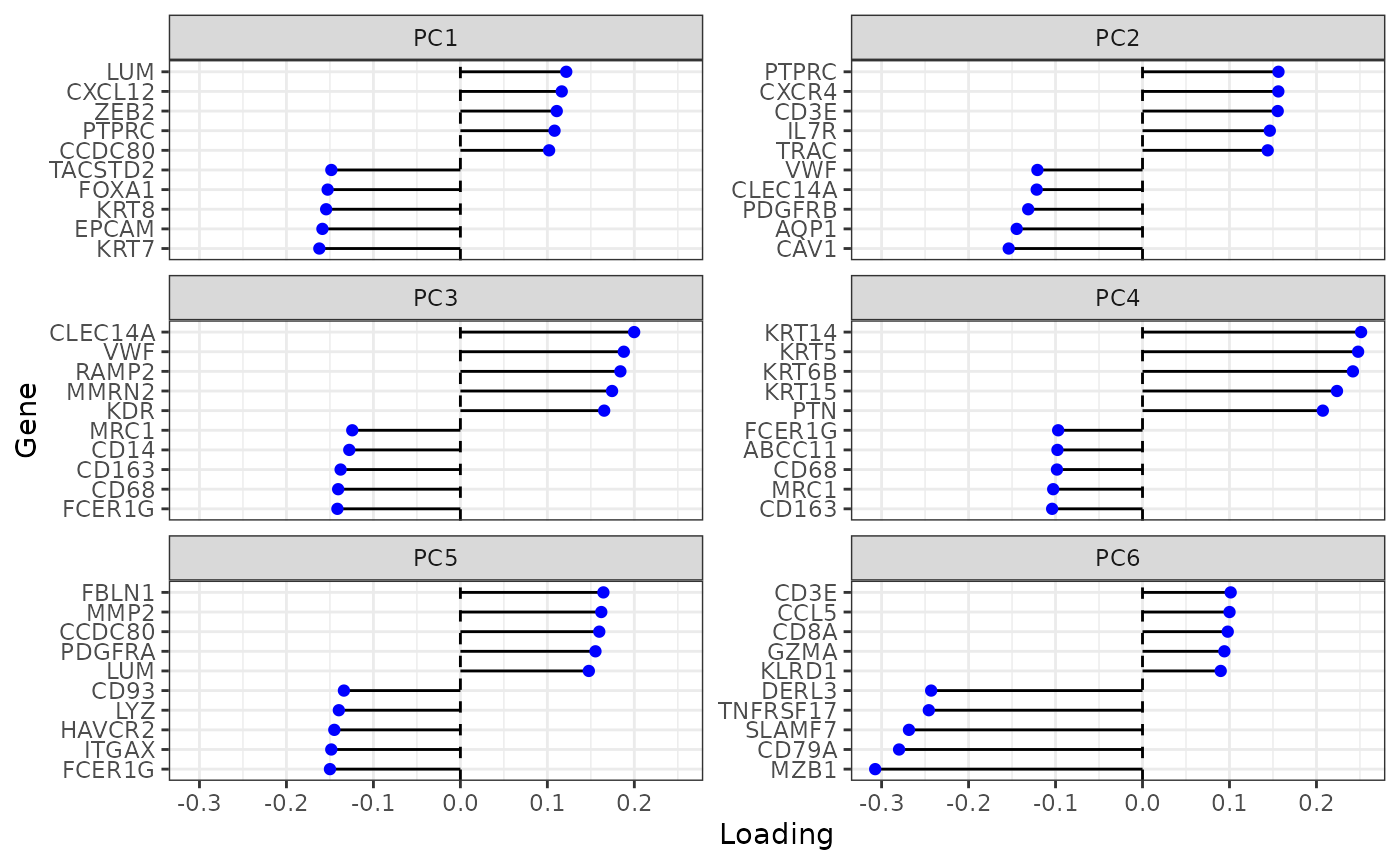 PC1
LUM
CXCL12
ZEB2
PTPRC
CCDC80
TACSTD2
FOXA1
KRT8
EPCAM
KRT7
PC2
PTPRC
CXCR4
CD3E
IL7R
TRAC
VWF
CLEC14A
PDGFRB
AQP1
CAV1
PC3
CLEC14A
VWF
RAMP2
MMRN2
KDR
MRC1
CD14
CD163
CD68
FCER1G
PC4
KRT14
KRT5
KRT6B
KRT15
PTN
FCER1G
ABCC11
CD68
MRC1
CD163
PC5
FBLN1
MMP2
CCDC80
PDGFRA
LUM
CD93
LYZ
HAVCR2
ITGAX
FCER1G
-0.3 -0.2 -0.1 0.0 0.1 0.2
PC6
CD3E
CCL5
CD8A
GZMA
KLRD1
DERL3
TNFRSF17
SLAMF7
CD79A
MZB1
-0.3 -0.2 -0.1 0.0 0.1 0.2
Gene
Loading